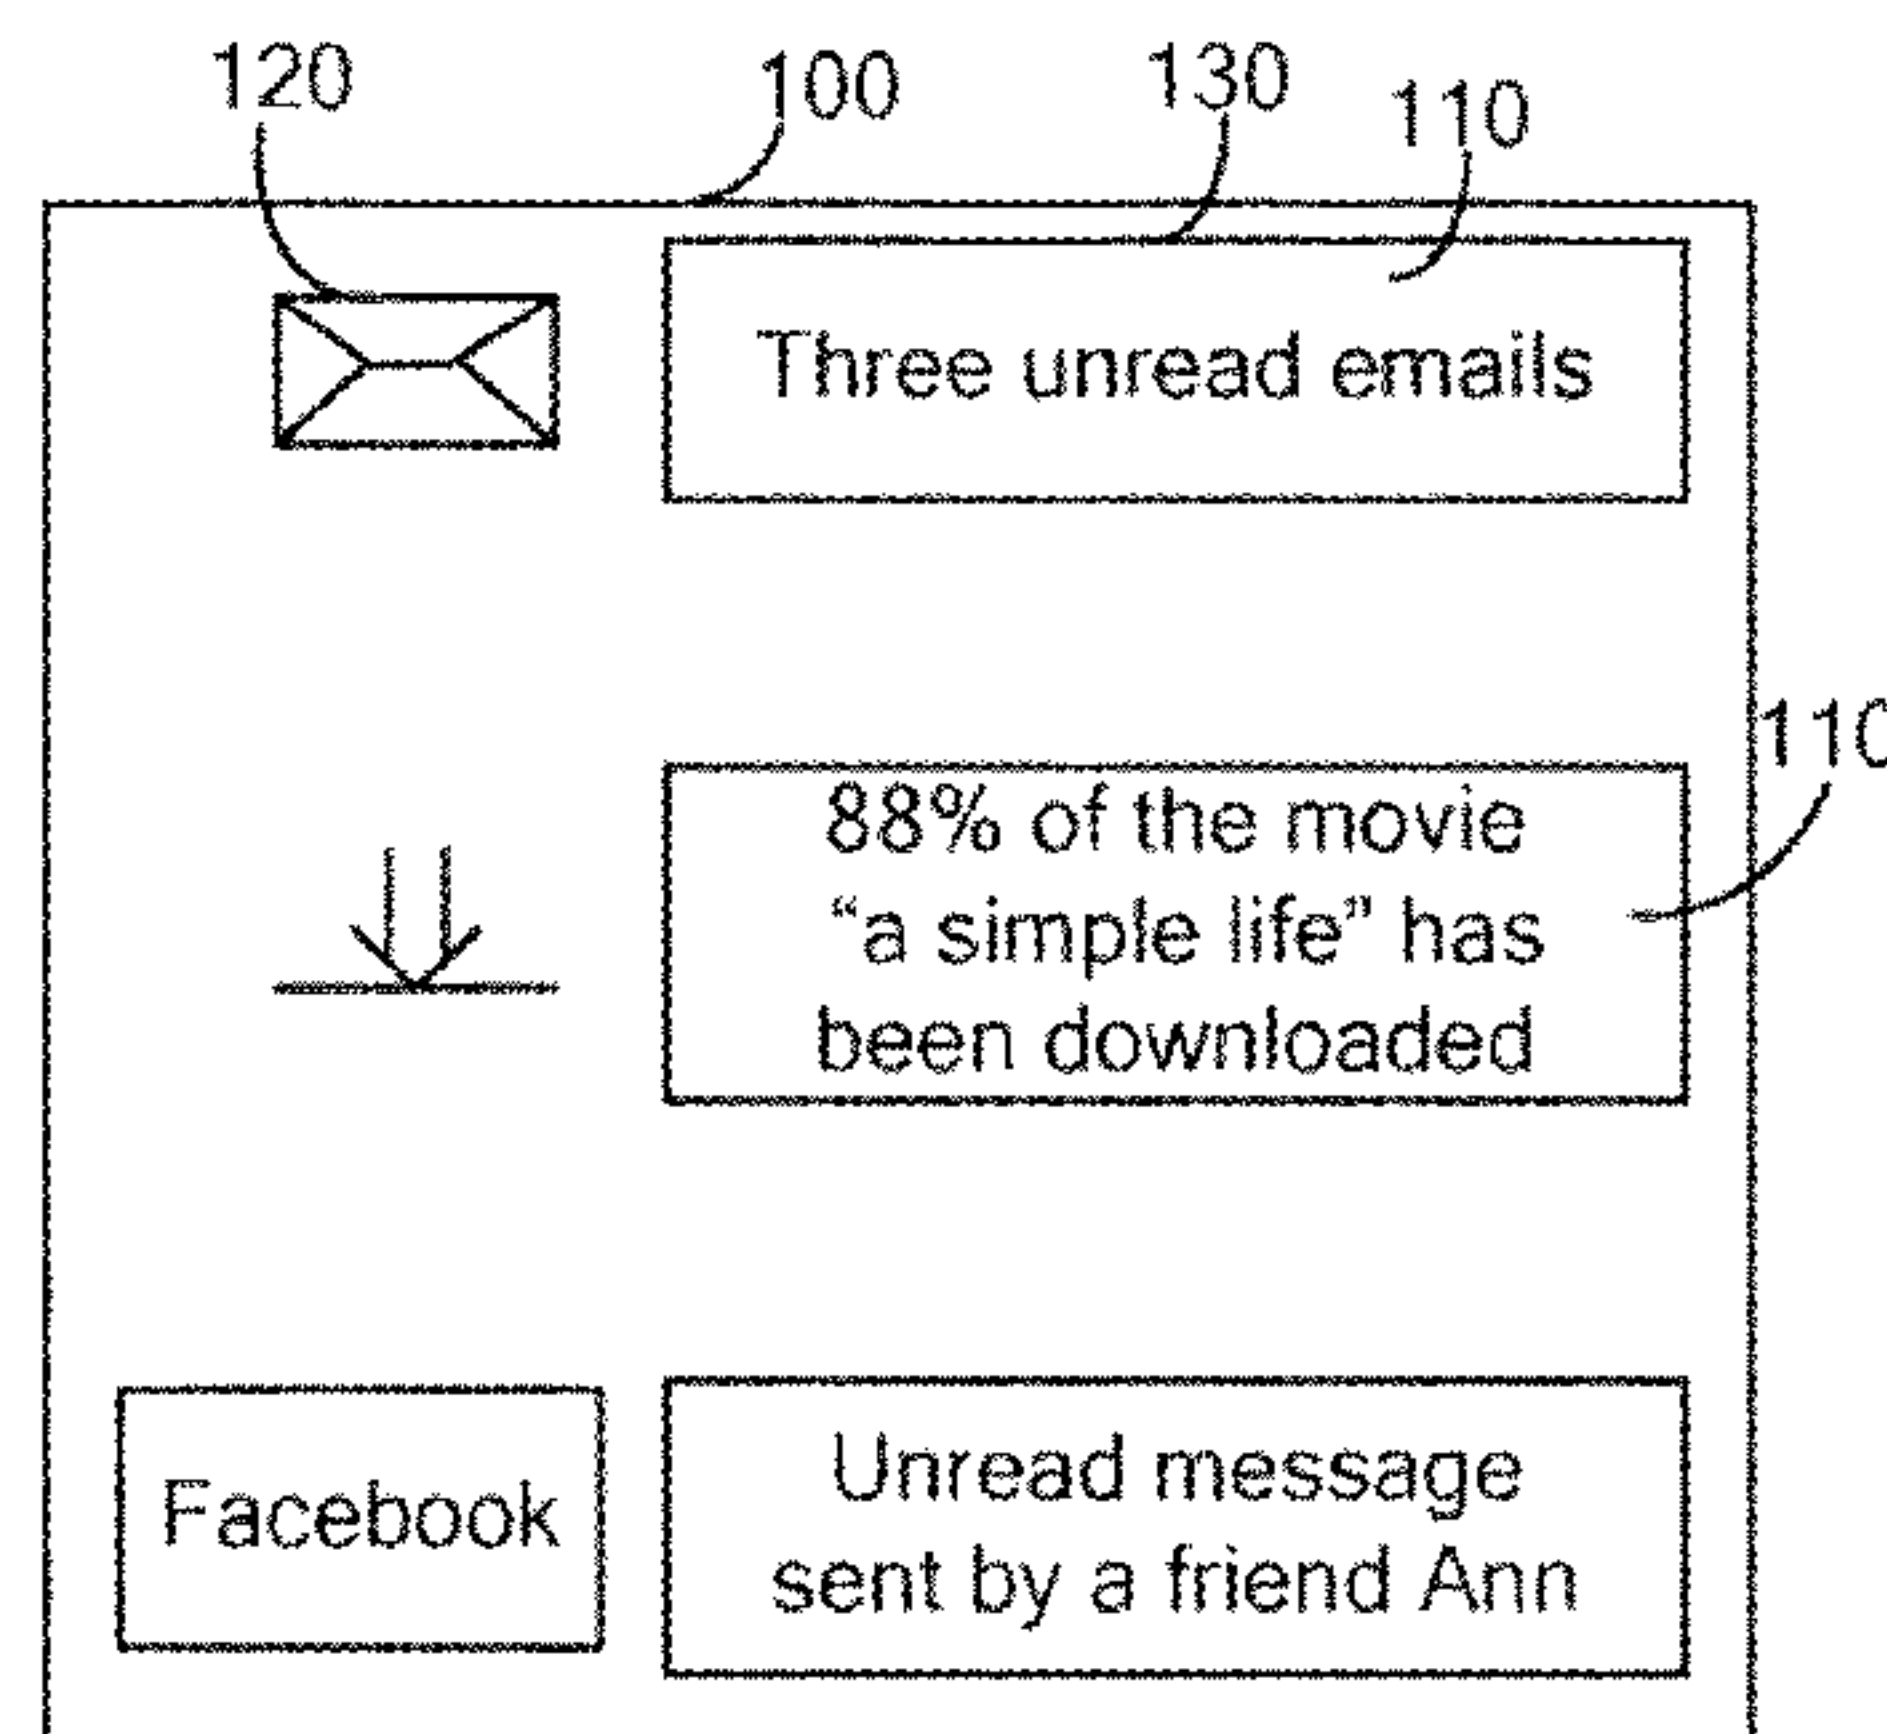 120 100 130 110
Three unread emails
110
88% of the movie
“a simple life” has
been downloaded
Facebook
Unread message
sent by a friend Ann